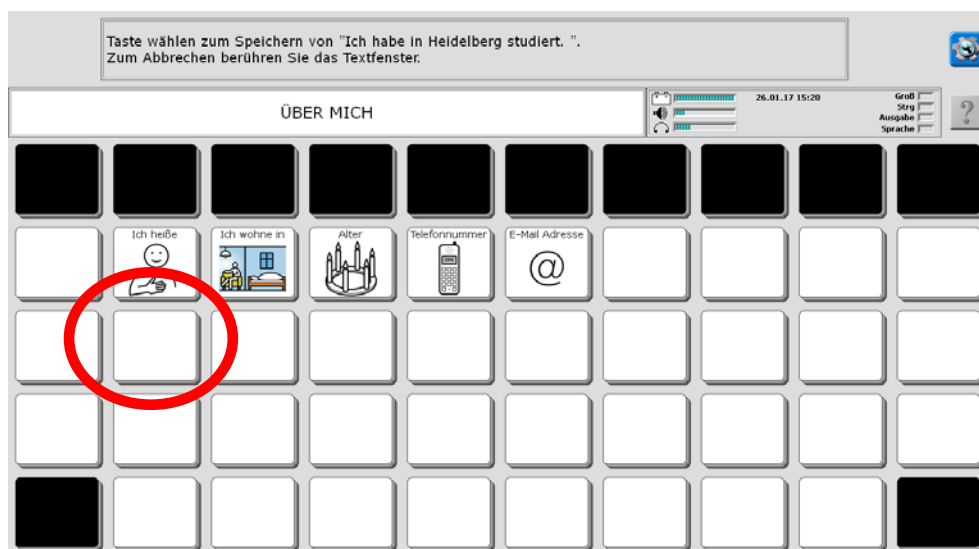 Taste wählen zum Speichern von "Ich habe in Heidelberg studiert. ".
Zum Abbrechen berühren Sie das Textfenster.
ÜBER MICH
26.01.17 15:20
Groß
Strg
Ausgabe
Sprache
?
Ich heiße
Ich wohne in
Alter
Telefonnummer
E-Mail Adresse
@